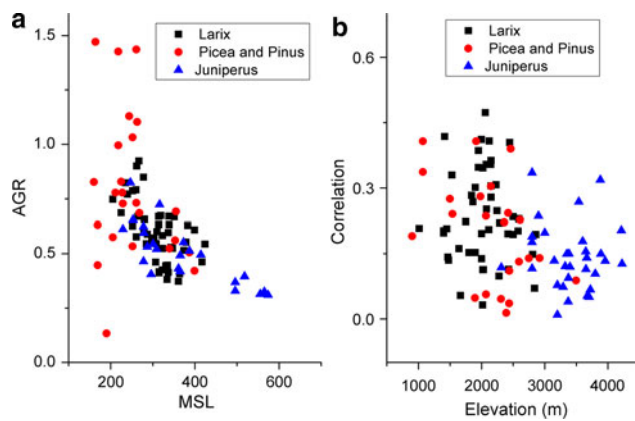 a
1.5
1.0
0.5
0.0
AGR
200
400
600
MSL
Larix
Picea and Pinus
Juniperus
b
0.6
0.3
0.0
Correlation
1000
2000
3000
4000
Elevation (m)
Larix
Picea and Pinus
Juniperus